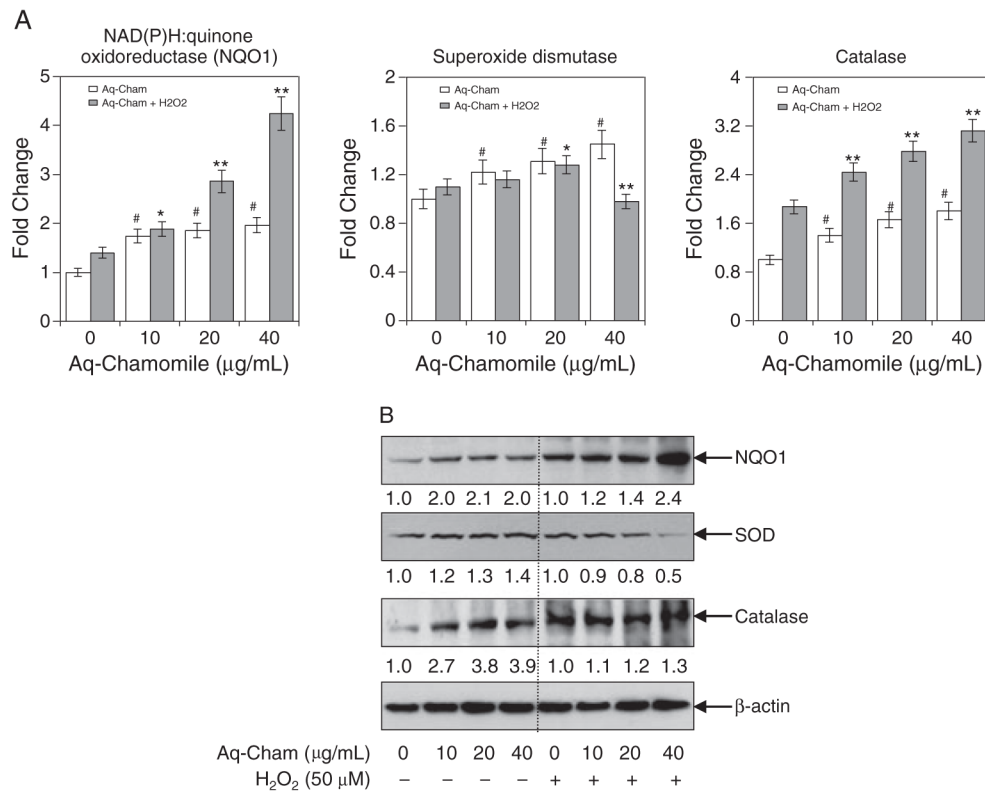 A
NAD(P)H:quinone
oxidoreductase (NQO1)
Fold Change
5
4
3
2
1
0
Aq-Cham
Aq-Cham + H2O2
#
*
#
**
#
**
0 10 20 40
Aq-Chamomile (μg/mL)
Superoxide dismutase
Fold Change
2
1.6
1.2
0.8
0.4
0
Aq-Cham
Aq-Cham + H2O2
#
#
*
#
**
0 10 20 40
Aq-Chamomile (μg/mL)
Catalase
Fold Change
4
3.2
2.4
1.6
0.8
0
Aq-Cham
Aq-Cham + H2O2
#
**
#
**
#
**
0 10 20 40
Aq-Chamomile (μg/mL)
B
NQO1
1.0 2.0 2.1 2.0 1.0 1.2 1.4 2.4
SOD
1.0 1.2 1.3 1.4 1.0 0.9 0.8 0.5
Catalase
1.0 2.7 3.8 3.9 1.0 1.1 1.2 1.3
β-actin
Aq-Cham (μg/mL) 0 10 20 40 0 10 20 40
H₂O₂ (50 μM) – – – – + + + +